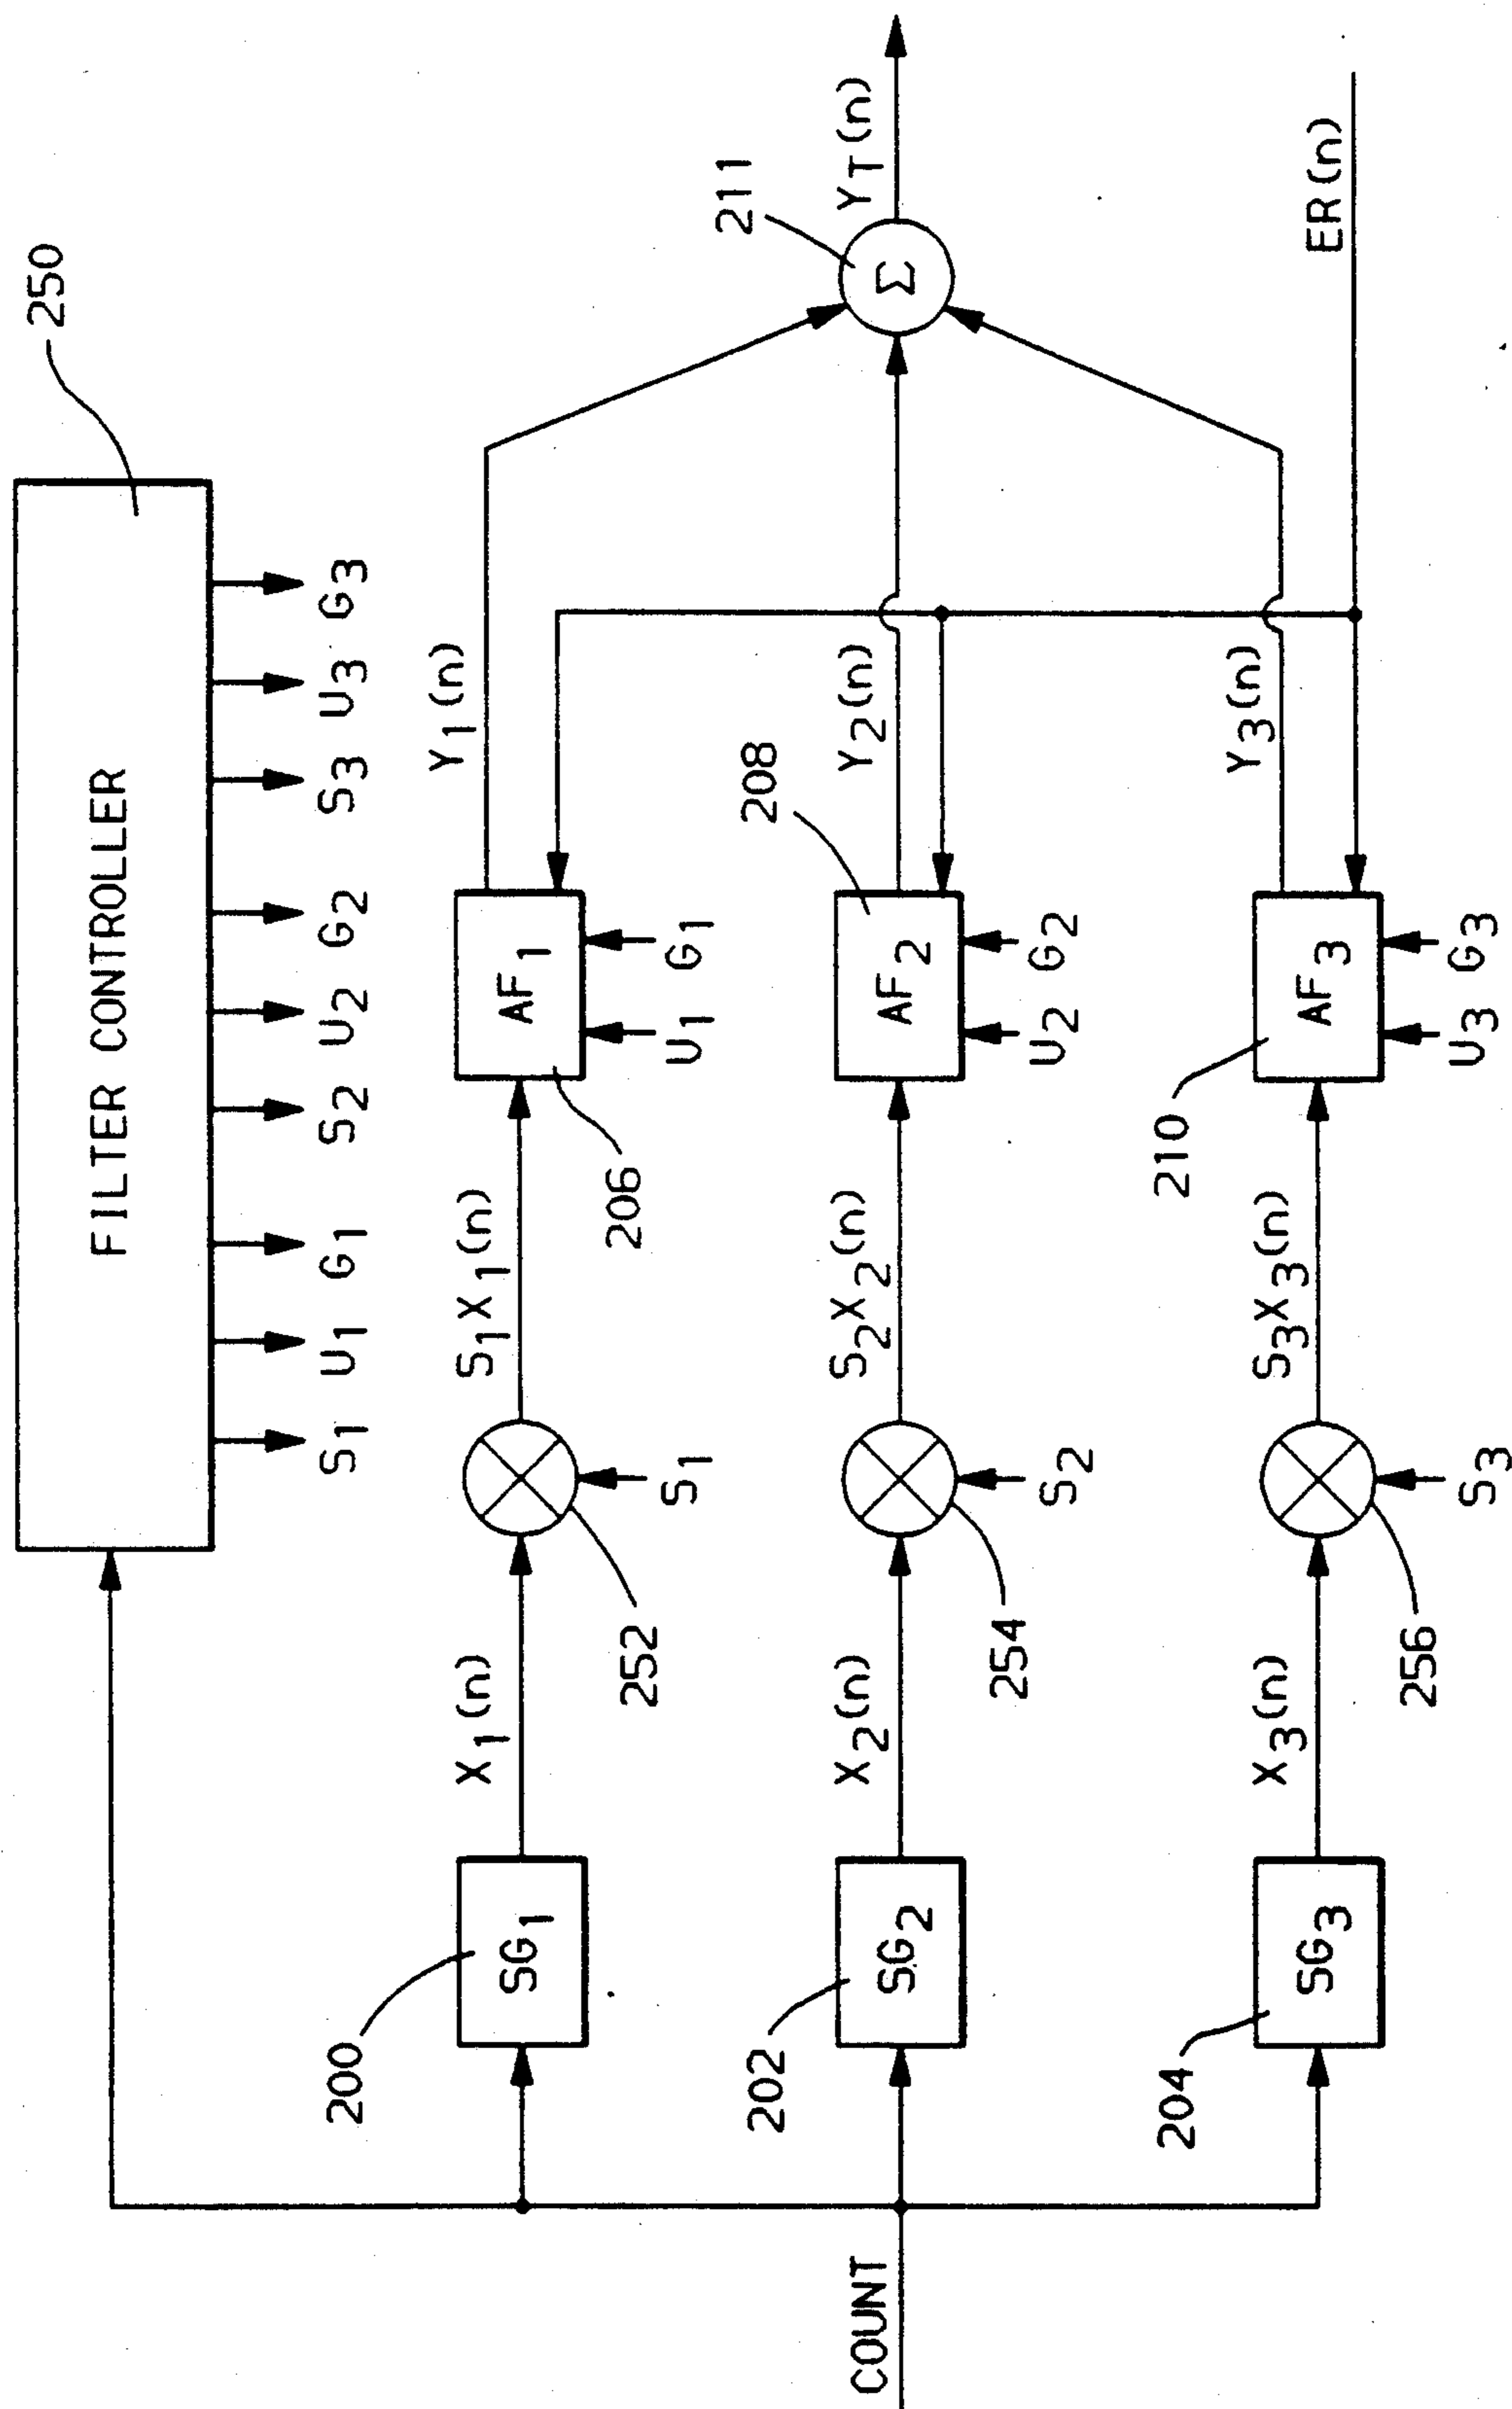 250
FILTER CONTROLLER
S1 U1 G1 S2 U2 G2 S3 U3 G3
200
SG1
X1(n)
252
S1
S1X1(n)
206
AF1
U1 G1
Y1(n)
COUNT
202
SG2
X2(n)
254
S2
S2X2(n)
208
AF2
U2 G2
Y2(n)
211
Σ
YT(n)
204
SG3
X3(n)
256
S3
S3X3(n)
210
AF3
U3 G3
Y3(n)
ER(n)